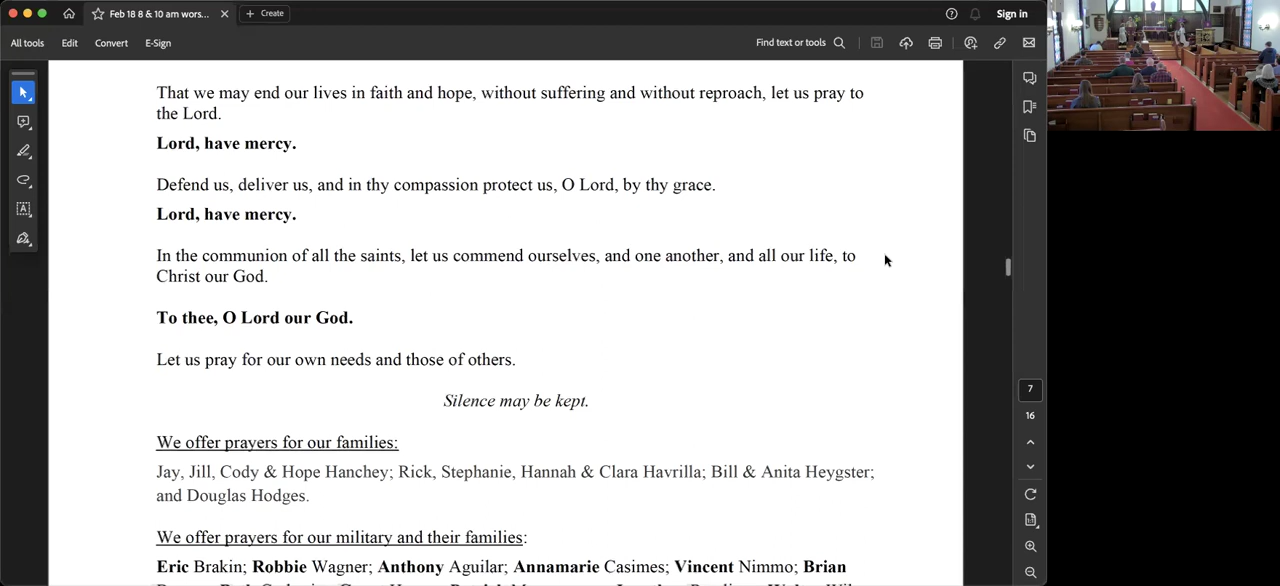 Feb 18 8 & 10 am wors...
Create
Sign in
All tools
Edit
Convert
E-Sign
Find text or tools
That we may end our lives in faith and hope, without suffering and without reproach, let us pray to
the Lord.
Lord, have mercy.
Defend us, deliver us, and in thy compassion protect us, O Lord, by thy grace.
Lord, have mercy.
In the communion of all the saints, let us commend ourselves, and one another, and all our life, to
Christ our God.
To thee, O Lord our God.
Let us pray for our own needs and those of others.
Silence may be kept.
We offer prayers for our families:
Jay, Jill, Cody & Hope Hanchey; Rick, Stephanie, Hannah & Clara Havrilla; Bill & Anita Heygster;
and Douglas Hodges.
We offer prayers for our military and their families:
Eric Brakin; Robbie Wagner; Anthony Aguilar; Annamarie Casimes; Vincent Nimmo; Brian
7
16